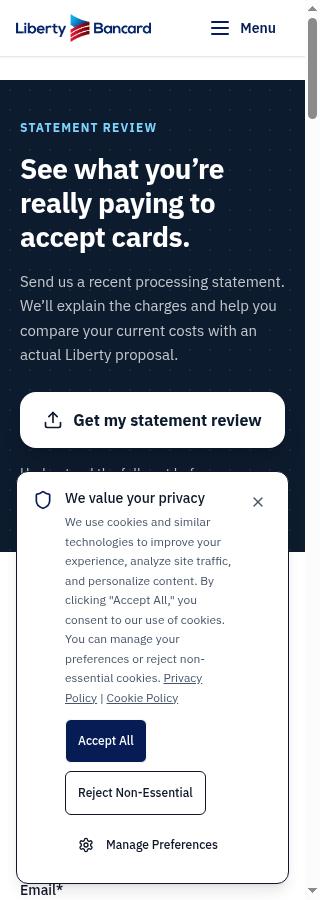 Liberty Bancard
Menu
STATEMENT REVIEW
See what you’re
really paying to
accept cards.
Send us a recent processing statement.
We’ll explain the charges and help you
compare your current costs with an
actual Liberty proposal.
Get my statement review
We value your privacy
We use cookies and similar
technologies to improve your
experience, analyze site traffic,
and personalize content. By
clicking "Accept All," you
consent to our use of cookies.
You can manage your
preferences or reject non-
essential cookies. Privacy
Policy | Cookie Policy
Accept All
Reject Non-Essential
Manage Preferences
Email*